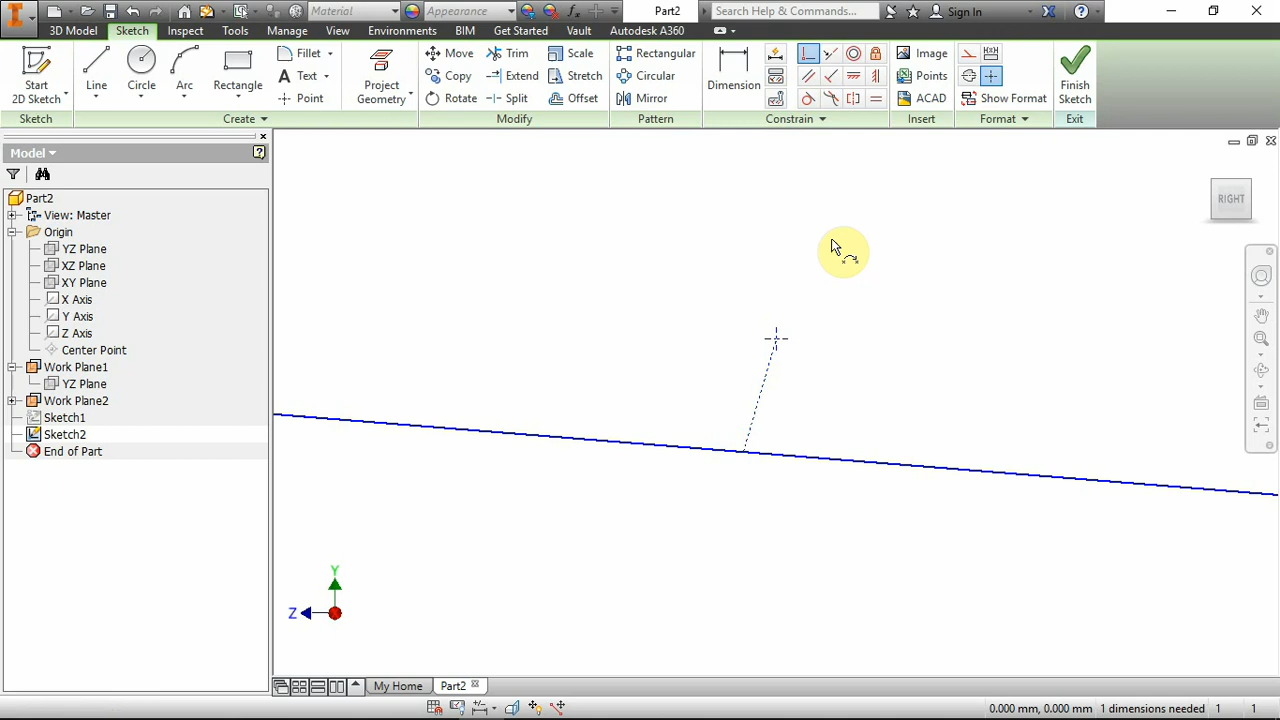 Material
Appearance
fx
Part2
Search Help & Commands...
Sign In
3D Model
Sketch
Inspect
Tools
Manage
View
Environments
BIM
Get Started
Vault
Autodesk A360
Start
2D Sketch
Line
Circle
Arc
Rectangle
Fillet
Text
Point
Project
Geometry
Move
Copy
Rotate
Trim
Extend
Split
Scale
Stretch
Offset
Rectangular
Circular
Mirror
Dimension
Image
Points
ACAD
Show Format
Finish
Sketch
Sketch
Create
Modify
Pattern
Constrain
Insert
Format
Exit
Model
Part2
View: Master
Origin
YZ Plane
XZ Plane
XY Plane
X Axis
Y Axis
Z Axis
Center Point
Work Plane1
YZ Plane
Work Plane2
Sketch1
Sketch2
End of Part
RIGHT
Y
Z
My Home
Part2
0.000 mm, 0.000 mm
1 dimensions needed
1
1